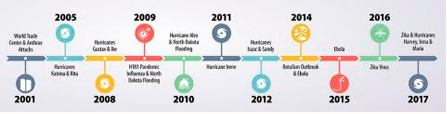 2005
2009
2011
2014
2016
World Trade
Center & Anthrax
Attacks
Hurricanes
Gustav & Ike
Hurricane Alex
& North Dakota
Flooding
Hurricanes
Isaac & Sandy
Ebola
Zika & Hurricanes
Harvey, Irma &
Maria
Hurricanes
Katrina & Rita
H1N1 Pandemic
Influenza & North
Dakota Flooding
Hurricane Irene
Botulism Outbreak
& Ebola
Zika Virus
2001
2008
2010
2012
2015
2017